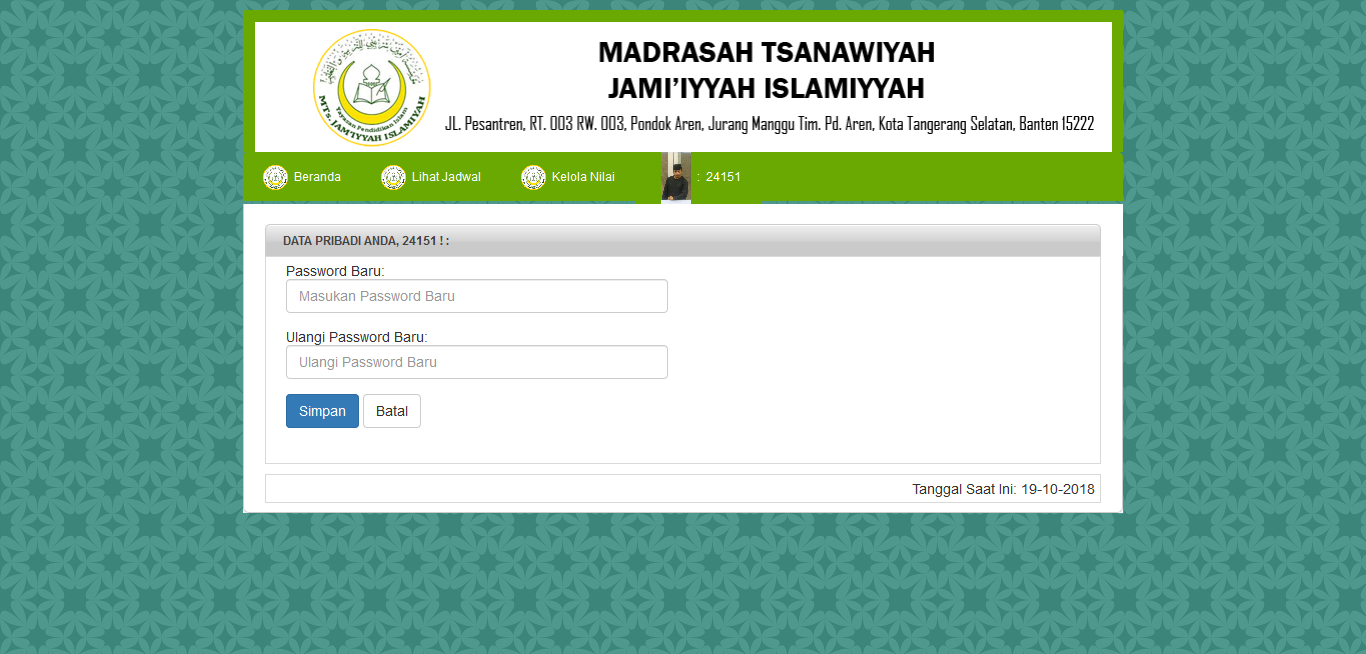 MADRASAH TSANAWIYAH
JAMI'IYYAH ISLAMIYYAH
JL. Pesantren, RT. 003 RW. 003, Pondok Aren, Jurang Manggu Tim. Pd. Aren, Kota Tangerang Selatan, Banten 15222
Yayasan Pendidikan Islam
MTs. JAM'IYYAH ISLAMIYAH
Beranda
Lihat Jadwal
Kelola Nilai
: 24151
DATA PRIBADI ANDA, 24151 ! :
Password Baru:
Masukan Password Baru
Ulangi Password Baru:
Ulangi Password Baru
Simpan
Batal
Tanggal Saat Ini: 19-10-2018